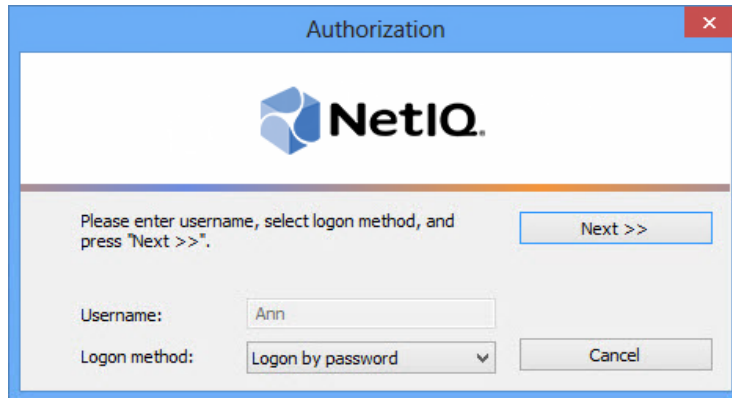 Authorization
NetIQ.
Please enter username, select logon method, and
press "Next >>".
Next >>
Username:
Ann
Logon method:
Logon by password
Cancel